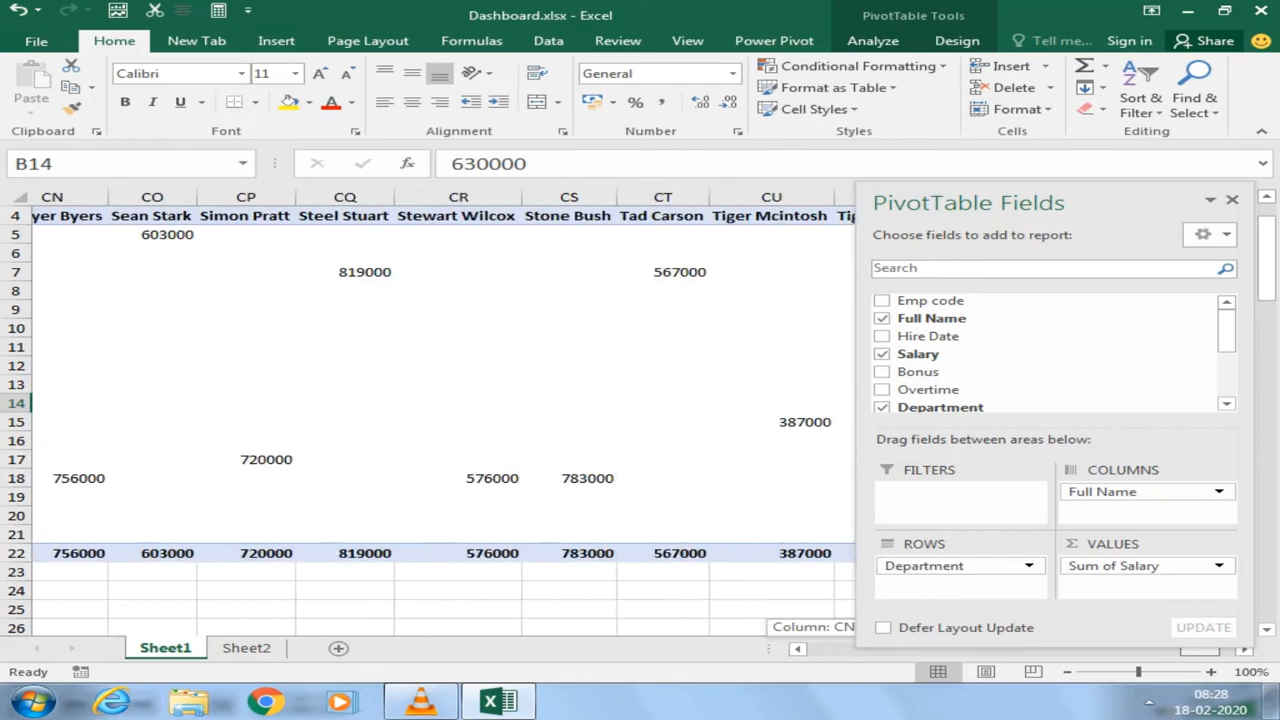 Dashboard.xlsx - Excel
PivotTable Tools
File Home New Tab Insert Page Layout Formulas Data Review View Power Pivot Analyze Design Tell me... Sign in Share
Paste
Clipboard
Calibri 11
B I U A
Font
Alignment
General
% ,
Number
Conditional Formatting
Format as Table
Cell Styles
Styles
Insert
Delete
Format
Cells
Sort & Filter
Find & Select
Editing
B14 fx 630000
CN CO CP CQ CR CS CT CU
4 yer Byers Sean Stark Simon Pratt Steel Stuart Stewart Wilcox Stone Bush Tad Carson Tiger Mcintosh Tig
5 603000
6
7 819000 567000
8
9
10
11
12
13
14
15 387000
16
17 720000
18 756000 576000 783000
19
20
21
22 756000 603000 720000 819000 576000 783000 567000 387000
23
24
25
26
Column: CN
PivotTable Fields
Choose fields to add to report:
Search
Emp code
Full Name
Hire Date
Salary
Bonus
Overtime
Department
Drag fields between areas below:
FILTERS
COLUMNS
Full Name
ROWS
Department
Σ VALUES
Sum of Salary
Defer Layout Update
UPDATE
Sheet1 Sheet2
Ready
100%
08:28
18-02-2020